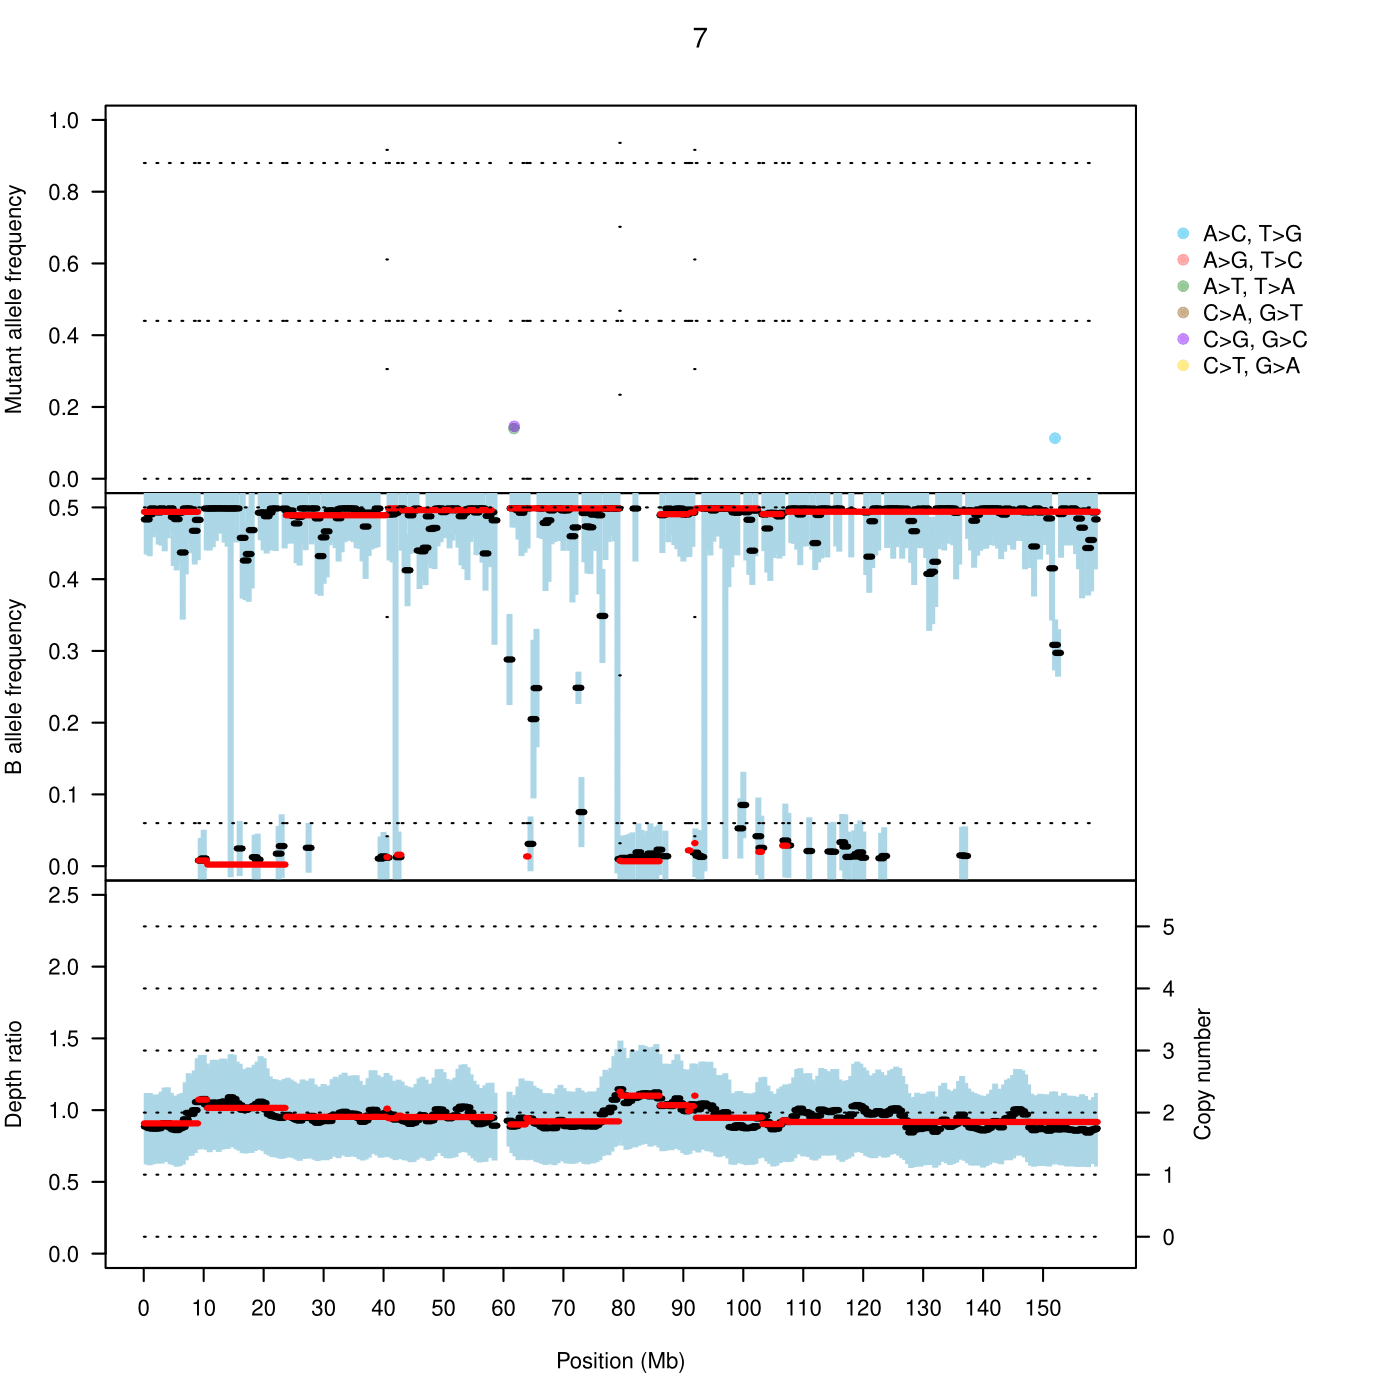 7
Mutant allele frequency
1.0
0.8
0.6
0.4
0.2
0.0
A>C, T>G
A>G, T>C
A>T, T>A
C>A, G>T
C>G, G>C
C>T, G>A
B allele frequency
0.5
0.4
0.3
0.2
0.1
0.0
Depth ratio
2.5
2.0
1.5
1.0
0.5
0.0
5
4
3
2
1
0
Copy number
0 10 20 30 40 50 60 70 80 90 100 110 120 130 140 150
Position (Mb)